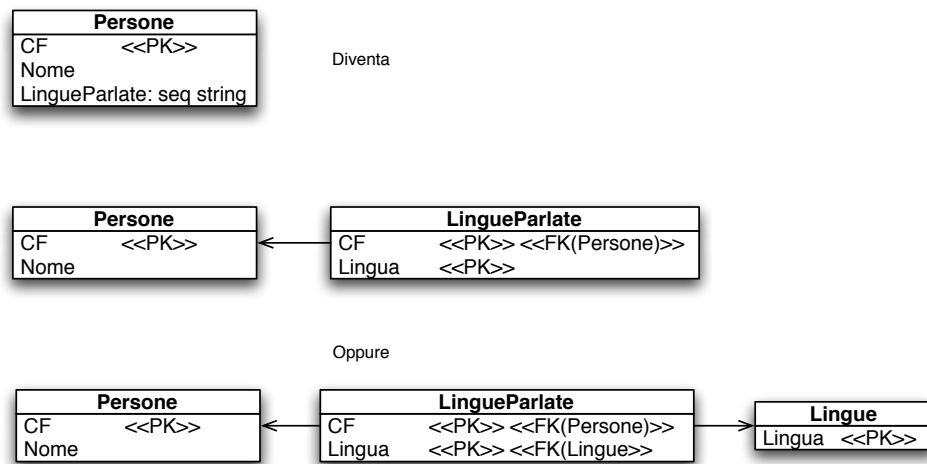 Persone
CF <<PK>>
Nome
LingueParlate: seq string
Diventa
Persone
CF <<PK>>
Nome
LingueParlate
CF <<PK>> <<FK(Persone)>>
Lingua <<PK>>
Oppure
Persone
CF <<PK>>
Nome
LingueParlate
CF <<PK>> <<FK(Persone)>>
Lingua <<PK>> <<FK(Lingue>>
Lingue
Lingua <<PK>>